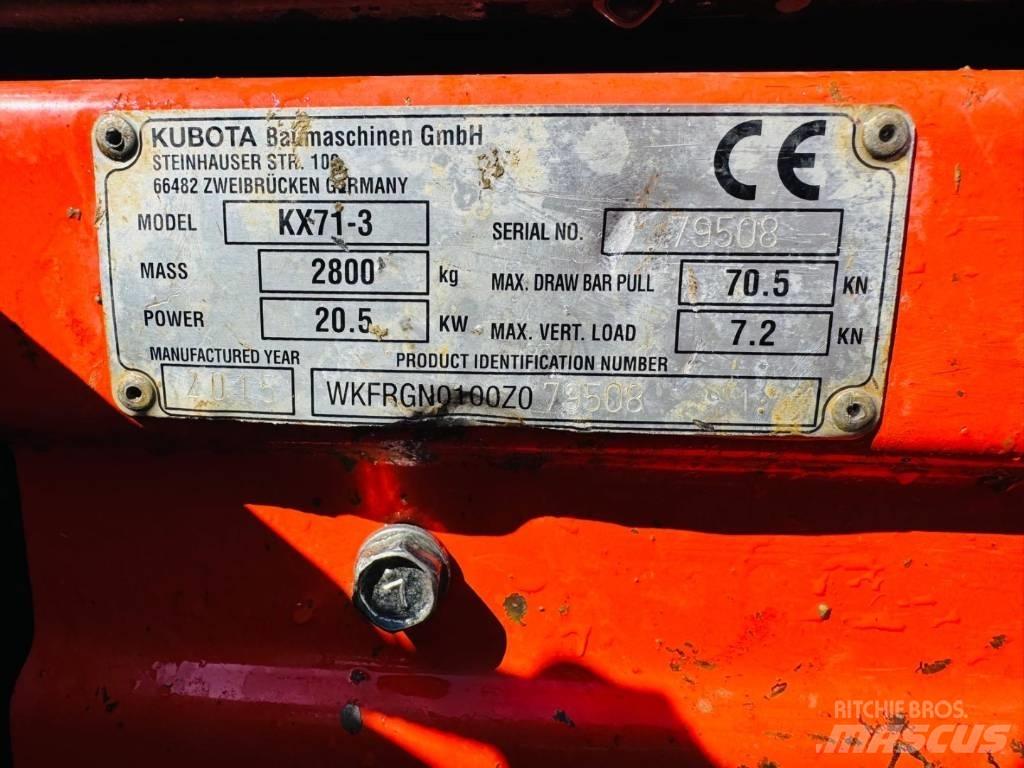 KUBOTA Baumaschinen GmbH
STEINHAUSER STR. 100
66482 ZWEIBRÜCKEN GERMANY
CE
MODEL KX71-3
SERIAL NO. 79508
MASS 2800 kg
MAX. DRAW BAR PULL 70.5 KN
POWER 20.5 KW
MAX. VERT. LOAD 7.2 KN
MANUFACTURED YEAR
PRODUCT IDENTIFICATION NUMBER
2015
WKFRGN0100Z0 79508
RITCHIE BROS.
MASCUS